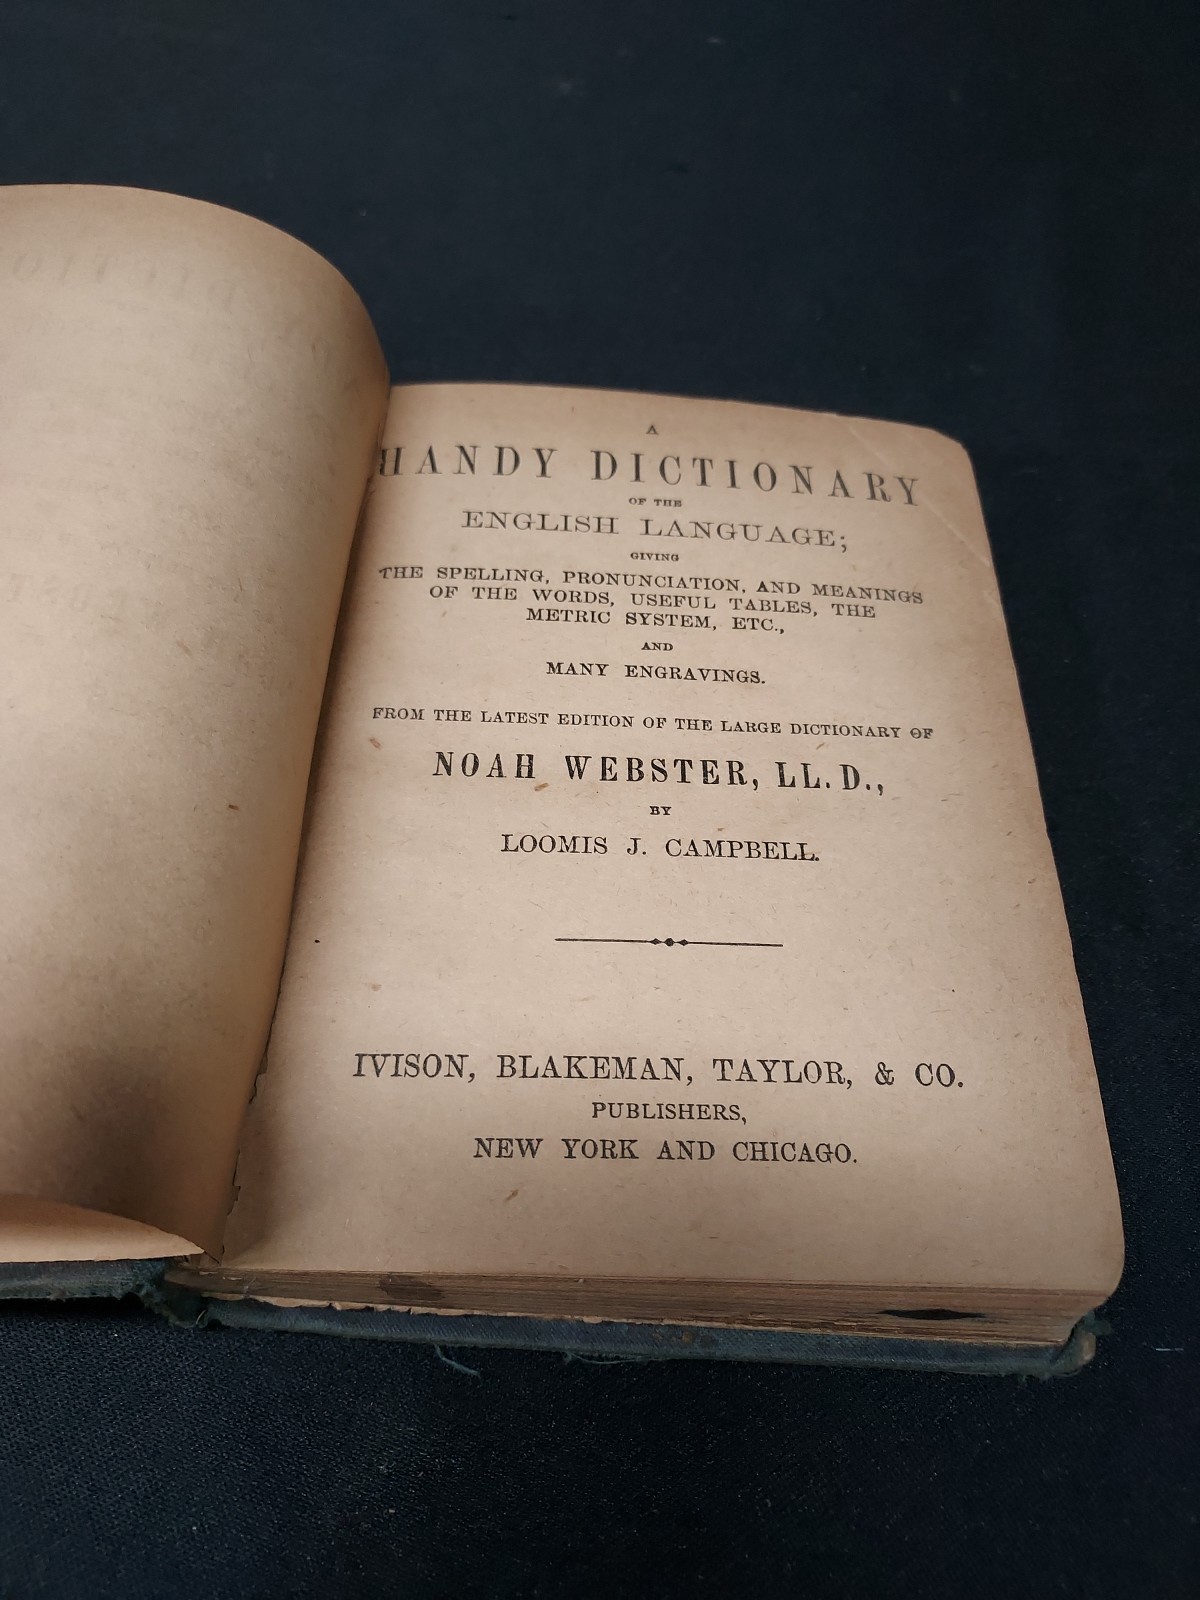 A
HANDY DICTIONARY
OF THE
ENGLISH LANGUAGE;
GIVING
THE SPELLING, PRONUNCIATION, AND MEANINGS
OF THE WORDS, USEFUL TABLES, THE
METRIC SYSTEM, ETC.,
AND
MANY ENGRAVINGS.
FROM THE LATEST EDITION OF THE LARGE DICTIONARY OF
NOAH WEBSTER, LL. D.,
BY
LOOMIS J. CAMPBELL.
IVISON, BLAKEMAN, TAYLOR, & CO.
PUBLISHERS,
NEW YORK AND CHICAGO.